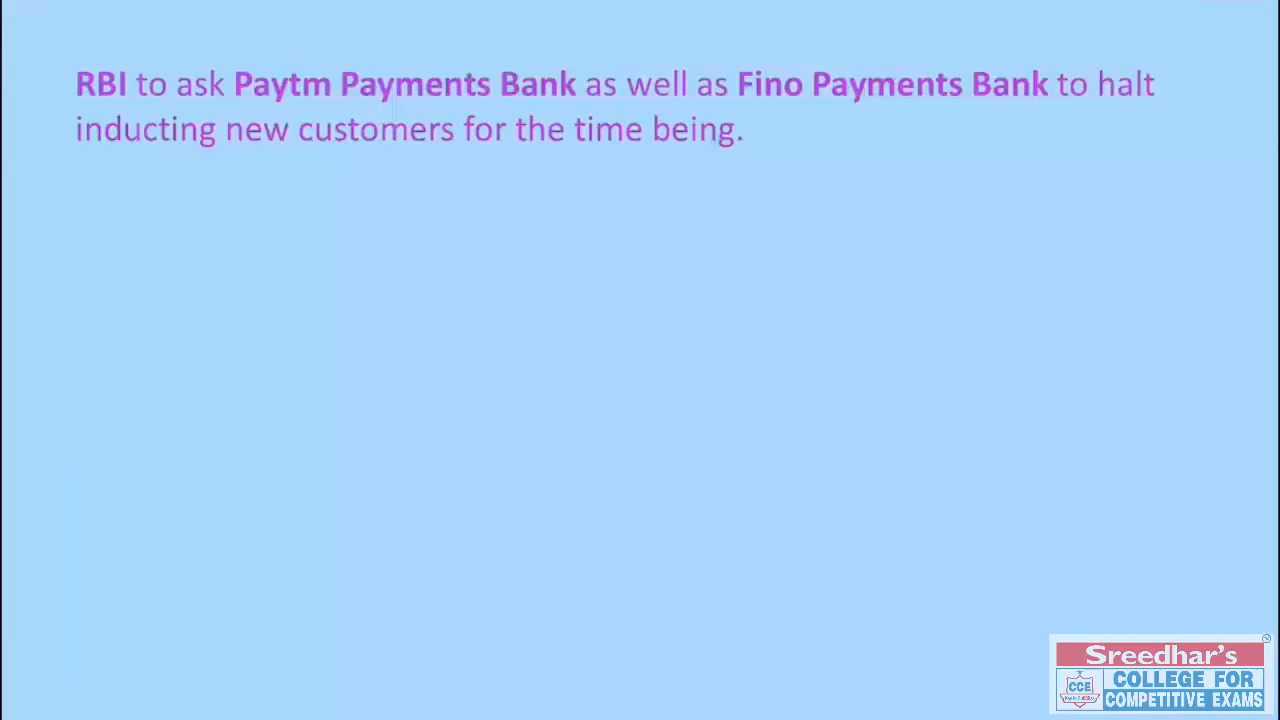 RBI to ask Paytm Payments Bank as well as Fino Payments Bank to halt
inducting new customers for the time being.
Sreedhar's
CCE
COLLEGE FOR
COMPETITIVE EXAMS